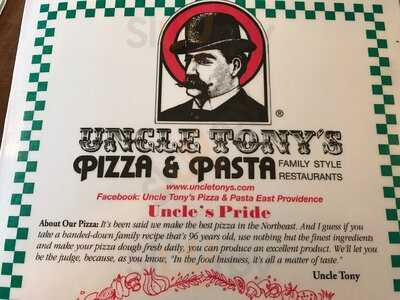 ®
UNCLE TONY'S
PIZZA & PASTA FAMILY STYLE RESTAURANTS
www.uncletonys.com
Facebook: Uncle Tony's Pizza & Pasta East Providence
Uncle's Pride
About Our Pizza: It's been said we make the best pizza in the Northeast. And I guess if you
take a handed-down family recipe that's 96 years old, use nothing but the finest ingredients
and make your pizza dough fresh daily, you can produce an excellent product. We'll let you
be the judge, because, as you know, "In the food business, it's all a matter of taste."
Uncle Tony